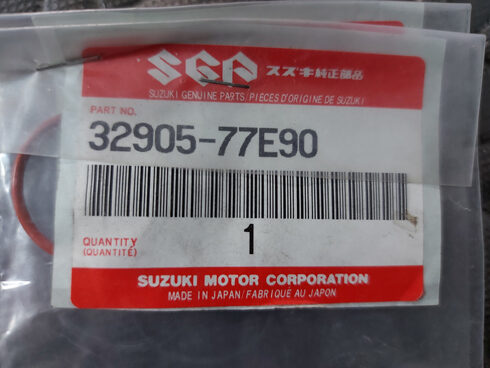 SGP スズキ純正部品
SUZUKI GENUINE PARTS/PIÈCES D'ORIGINE DE SUZUKI
PART NO.
32905-77E90
QUANTITY
(QUANTITÉ)
1
SUZUKI MOTOR CORPORATION
MADE IN JAPAN/FABRIQUÉ AU JAPON